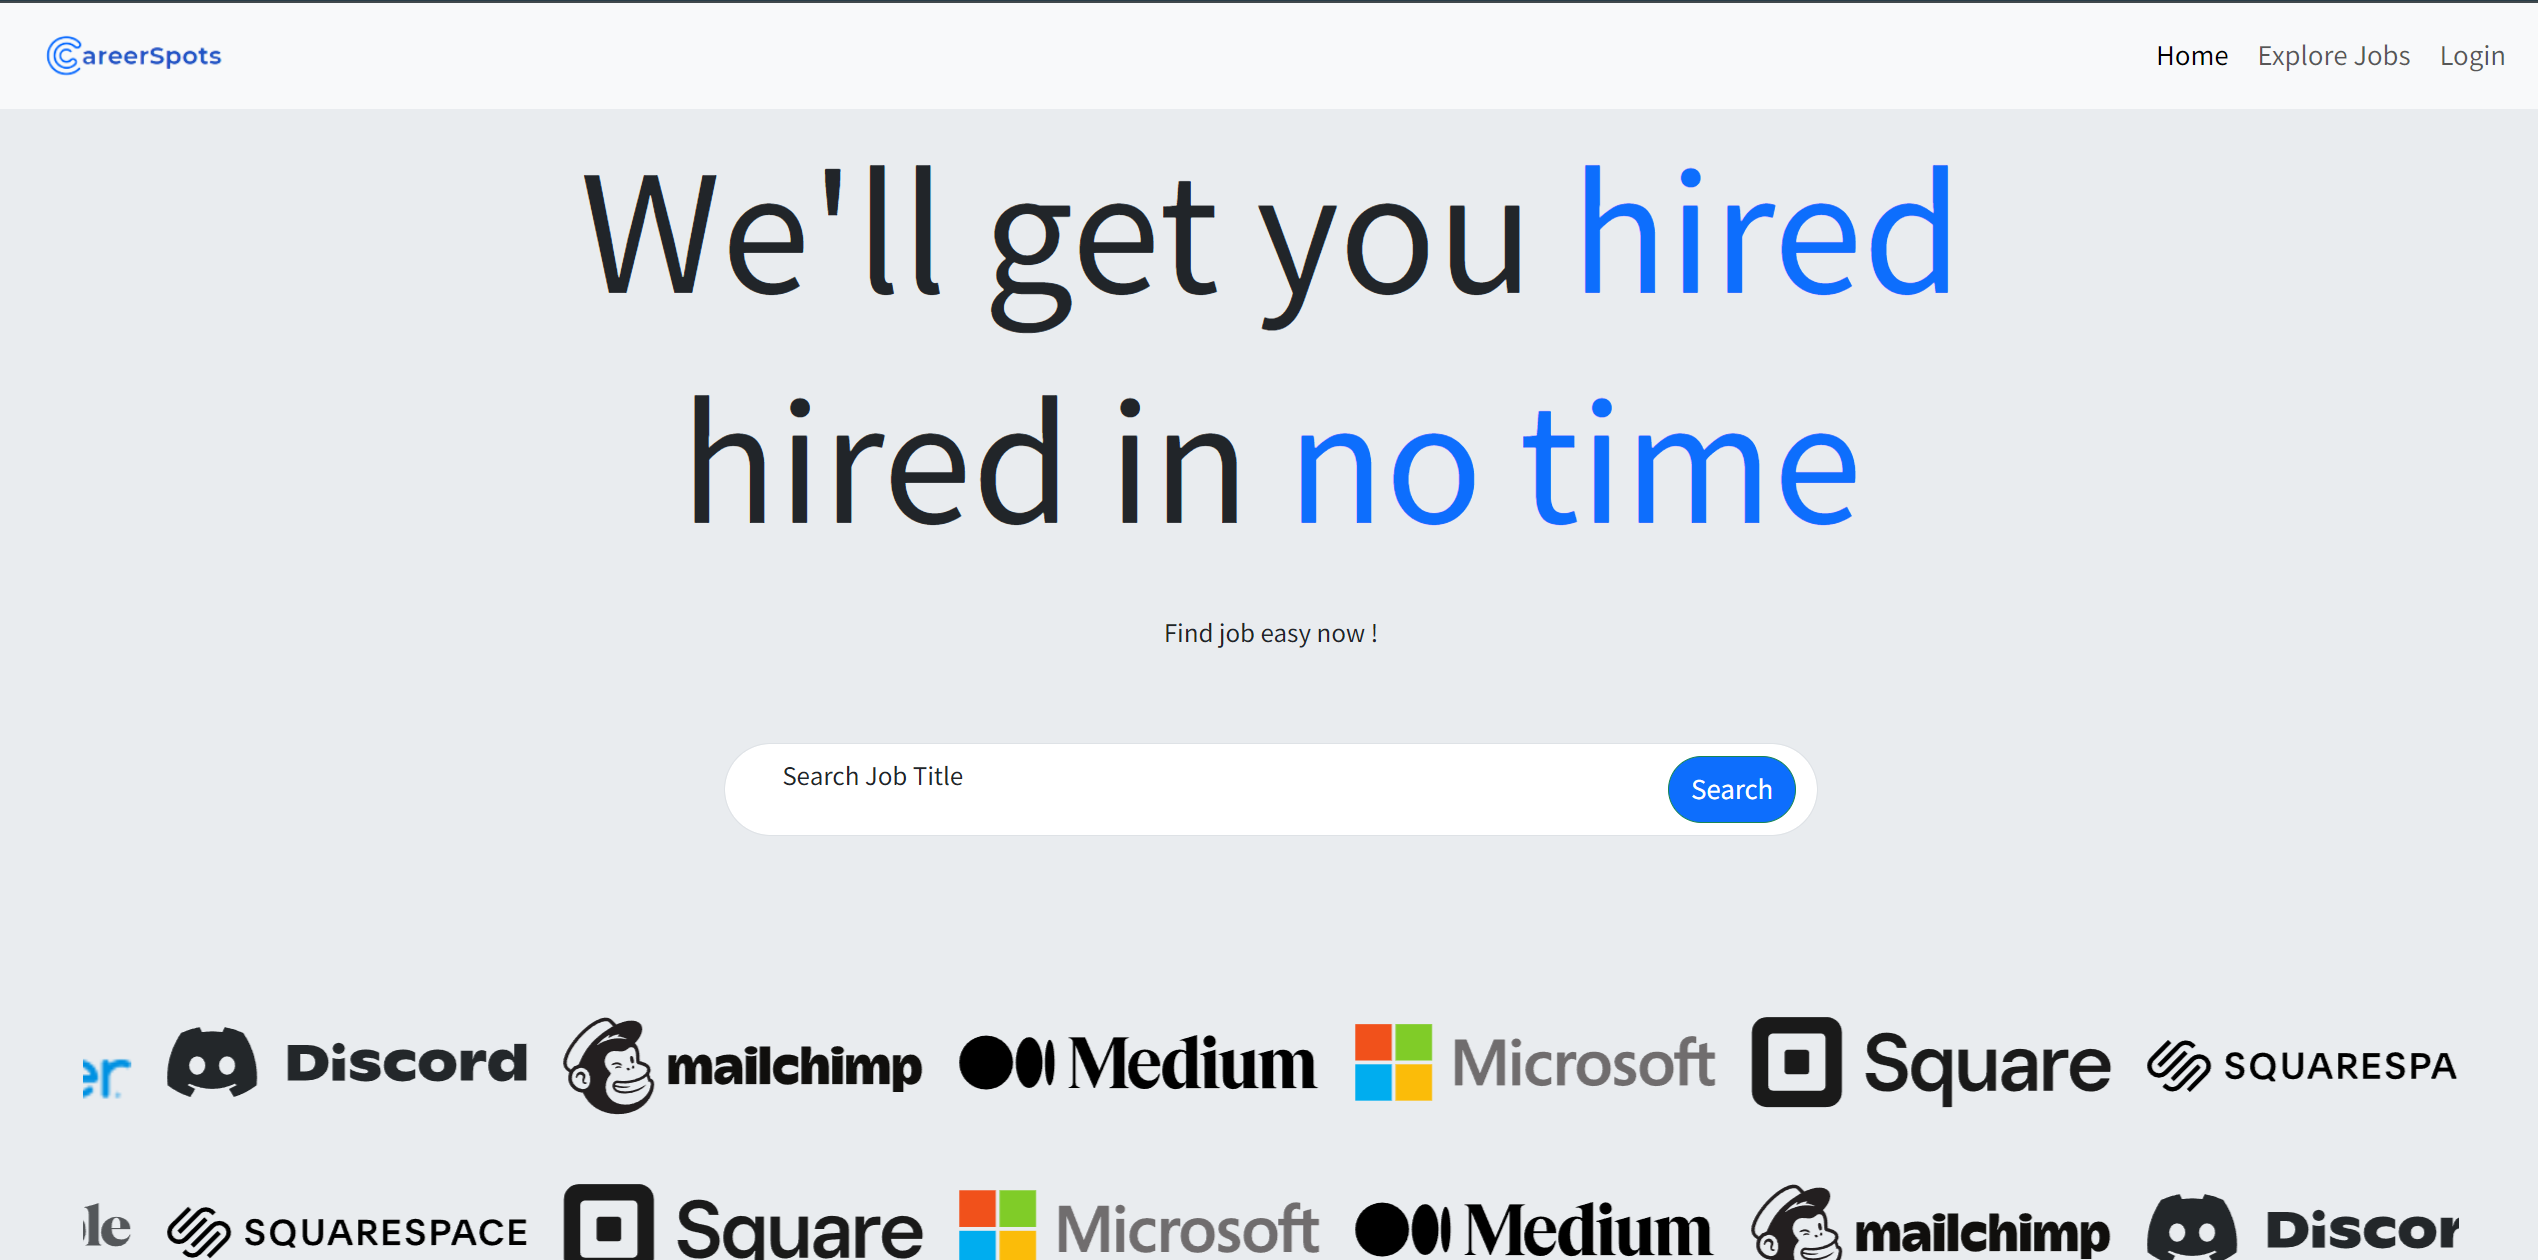 CareerSpots
Home Explore Jobs Login
We'll get you hired
hired in no time
Find job easy now !
Search Job Title
Search
er. Discord mailchimp Medium Microsoft Square SQUARESPA
le SQUARESPACE Square Microsoft Medium mailchimp Discor